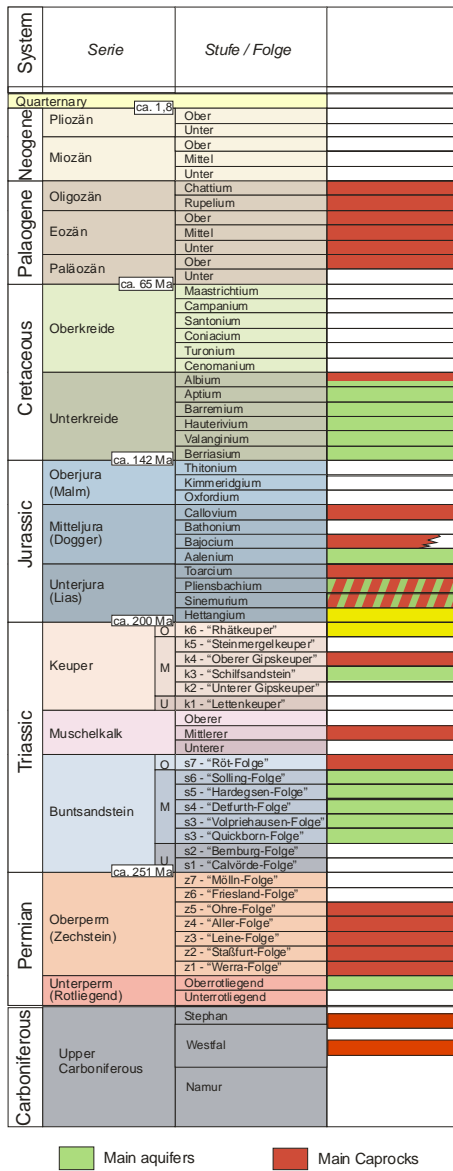 System Serie Stufe / Folge
Quarternary
ca. 1,8
Neogene
Pliozän
Ober
Unter
Miozän
Ober
Mittel
Unter
Palaogene
Oligozän
Chattium
Rupelium
Eozän
Ober
Mittel
Unter
Paläozän
Ober
Unter
ca. 65 Ma
Cretaceous
Oberkreide
Maastrichtium
Campanium
Santonium
Coniacium
Turonium
Cenomanium
Unterkreide
Albium
Aptium
Barremium
Hauterivium
Valanginium
Berriasium
ca. 142 Ma
Jurassic
Oberjura
(Malm)
Thitonium
Kimmeridgium
Oxfordium
Mitteljura
(Dogger)
Callovium
Bathonium
Bajocium
Aalenium
Unterjura
(Lias)
Toarcium
Pliensbachium
Sinemurium
Hettangium
ca. 200 Ma
Triassic
Keuper
O
k6 - "Rhätkeuper"
M
k5 - "Steinmergelkeuper"
k4 - "Oberer Gipskeuper"
k3 - "Schilfsandstein"
k2 - "Unterer Gipskeuper"
U
k1 - "Lettenkeuper"
Muschelkalk
Oberer
Mittlerer
Unterer
Buntsandstein
O
s7 - "Röt-Folge"
M
s6 - "Solling-Folge"
s5 - "Hardegsen-Folge"
s4 - "Defurth-Folge"
s3 - "Volpriehausen-Folge"
s3 - "Quickborn-Folge"
U
s2 - "Bernburg-Folge"
s1 - "Calvörde-Folge"
ca. 251 Ma
Permian
Oberperm
(Zechstein)
z7 - "Mölln-Folge"
z6 - "Friesland-Folge"
z5 - "Ohre-Folge"
z4 - "Aller-Folge"
z3 - "Leine-Folge"
z2 - "Staßfurt-Folge"
z1 - "Werra-Folge"
Unterperm
(Rotliegend)
Oberrotliegend
Unterrotliegend
Carboniferous
Upper
Carboniferous
Stephan
Westfal
Namur
Main aquifers Main Caprocks